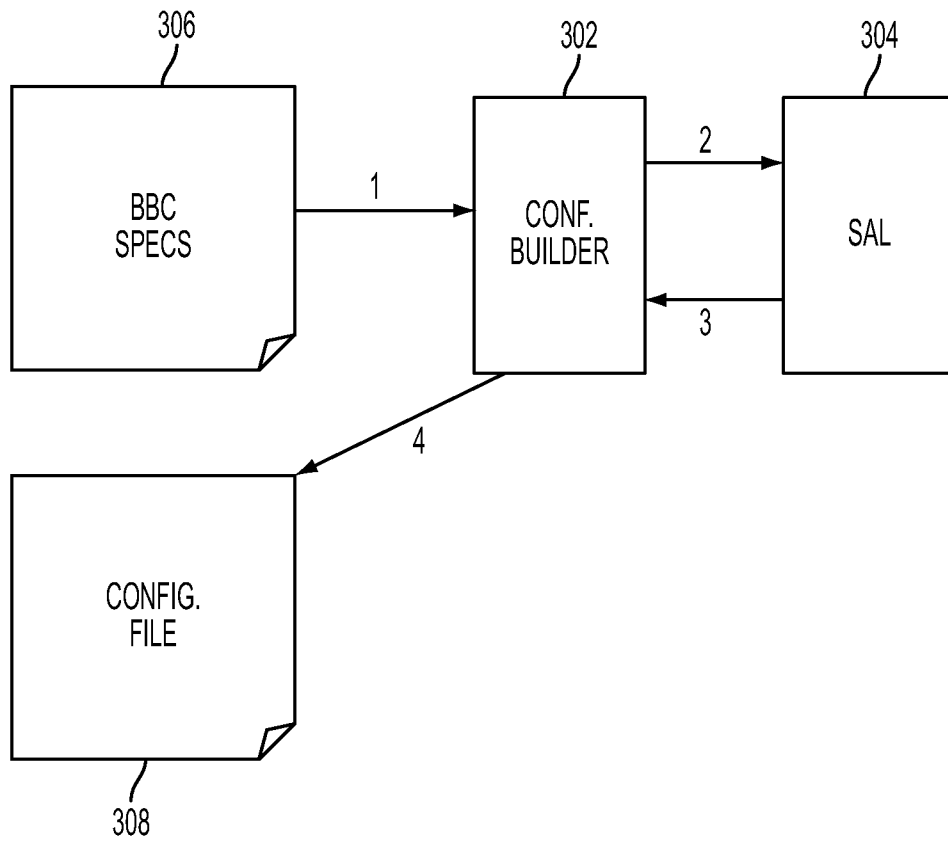 306
302
304
BBC
SPECS
1
CONF.
BUILDER
2
SAL
3
4
CONFIG.
FILE
308